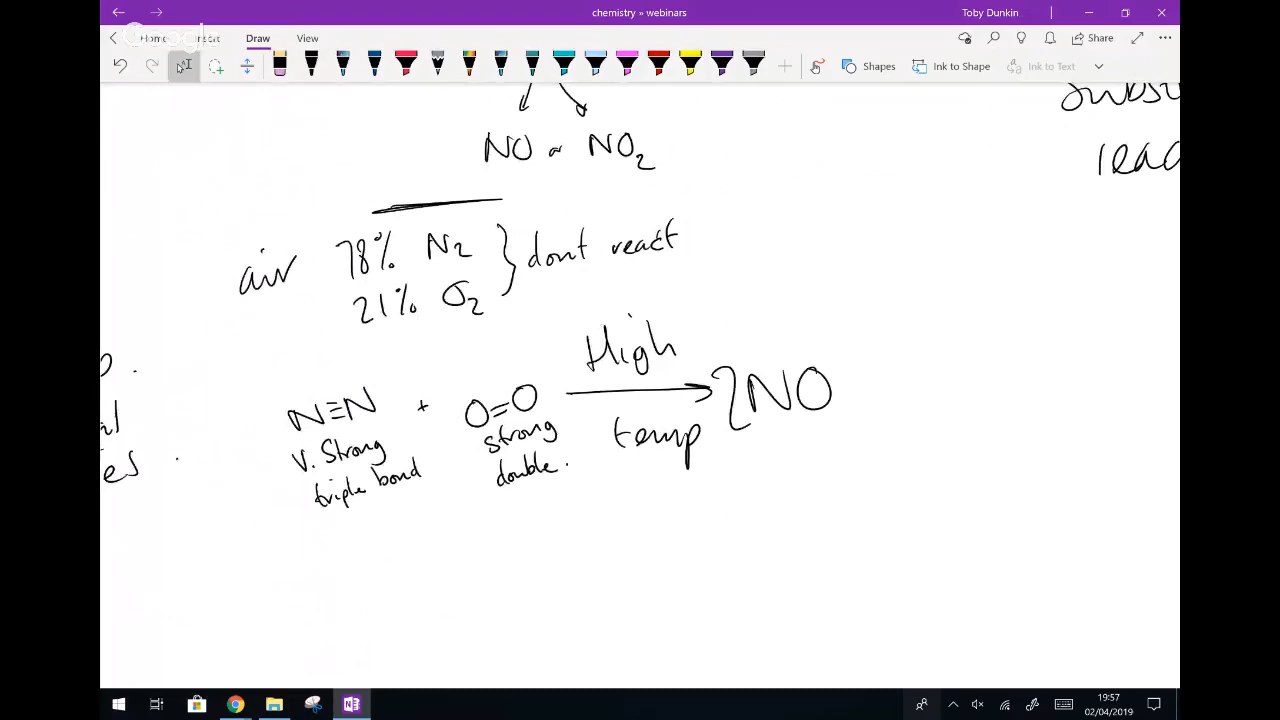 chemistry » webinars
Toby Dunkin
Google
Home Insert Draw View
Share
Shapes
Ink to Shape
Ink to Text
NO or NO2
air 78% N2 } dont react
21% O2
N≡N + O=O High temp 2NO
V. Strong triple bond
strong double.
19:57
02/04/2019